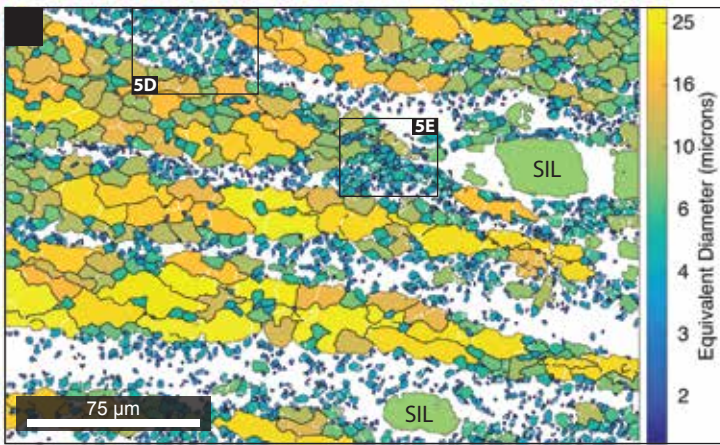 5D
5E
SIL
SIL
75 µm
25
16
10
6
4
3
2
Equivalent Diameter (microns)